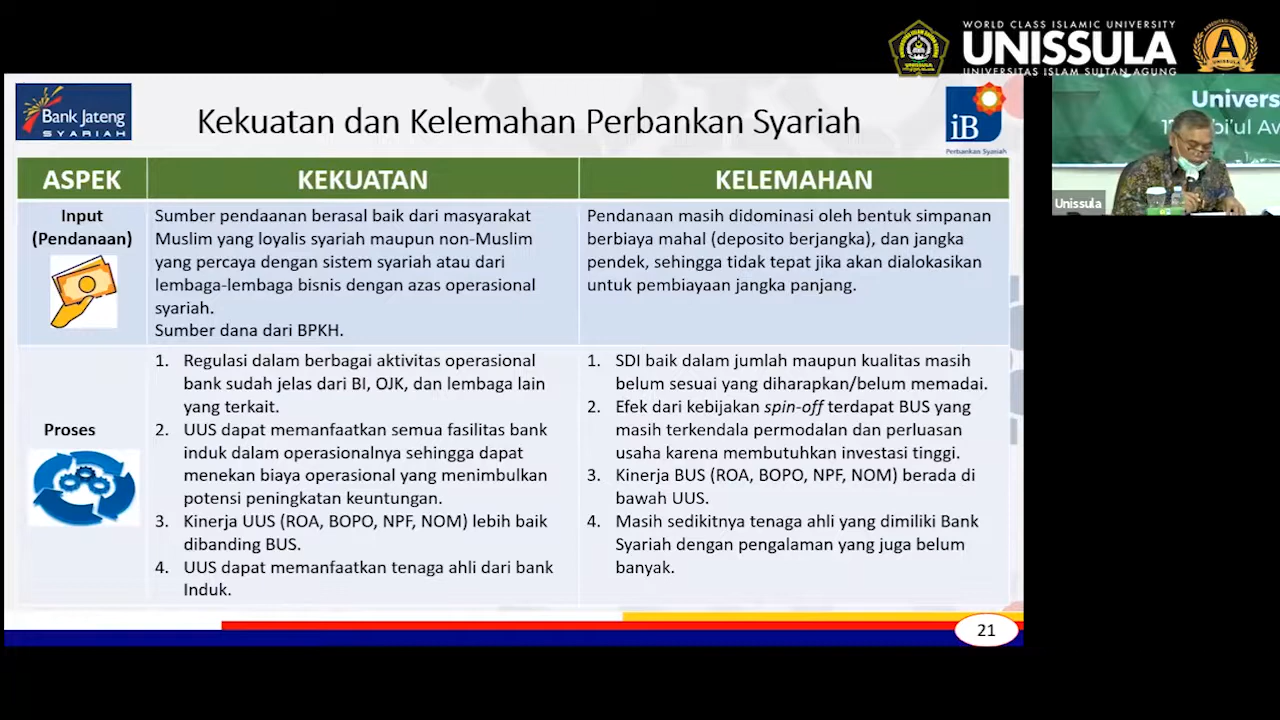 WORLD CLASS ISLAMIC UNIVERSITY
UNISSULA
UNIVERSITAS ISLAM SULTAN AGUNG
A
UNISSULA
Bank Jateng
SYARIAH
Kekuatan dan Kelemahan Perbankan Syariah
iB
Perbankan Syariah
Univers
bi'ul Aw
Unissula
ASPEK
KEKUATAN
KELEMAHAN
Input
(Pendanaan)
Sumber pendaanan berasal baik dari masyarakat
Muslim yang loyalis syariah maupun non-Muslim
yang percaya dengan sistem syariah atau dari
lembaga-lembaga bisnis dengan azas operasional
syariah.
Sumber dana dari BPKH.
Pendanaan masih didominasi oleh bentuk simpanan
berbiaya mahal (deposito berjangka), dan jangka
pendek, sehingga tidak tepat jika akan dialokasikan
untuk pembiayaan jangka panjang.
Proses
1. Regulasi dalam berbagai aktivitas operasional
bank sudah jelas dari BI, OJK, dan lembaga lain
yang terkait.
2. UUS dapat memanfaatkan semua fasilitas bank
induk dalam operasionalnya sehingga dapat
menekan biaya operasional yang menimbulkan
potensi peningkatan keuntungan.
3. Kinerja UUS (ROA, BOPO, NPF, NOM) lebih baik
dibanding BUS.
4. UUS dapat memanfaatkan tenaga ahli dari bank
Induk.
1. SDI baik dalam jumlah maupun kualitas masih
belum sesuai yang diharapkan/belum memadai.
2. Efek dari kebijakan spin-off terdapat BUS yang
masih terkendala permodalan dan perluasan
usaha karena membutuhkan investasi tinggi.
3. Kinerja BUS (ROA, BOPO, NPF, NOM) berada di
bawah UUS.
4. Masih sedikitnya tenaga ahli yang dimiliki Bank
Syariah dengan pengalaman yang juga belum
banyak.
21